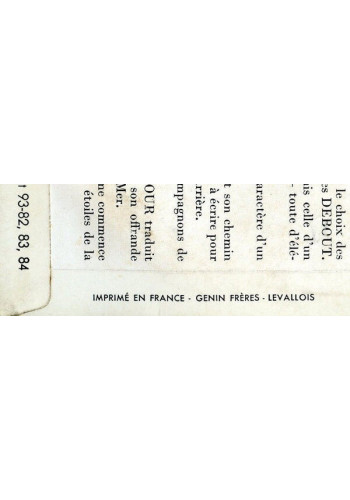 le choix des
es DEBOUT.
is celle d'un
- toute d'élé-
aractère d'un
t son chemin
à écrire pour
rrière.
mpagnons de
OUR traduit
son offrande
Mer.
ne commence
étoiles de la
t 93-82, 83, 84
IMPRIMÉ EN FRANCE - GENIN FRÈRES - LEVALLOIS